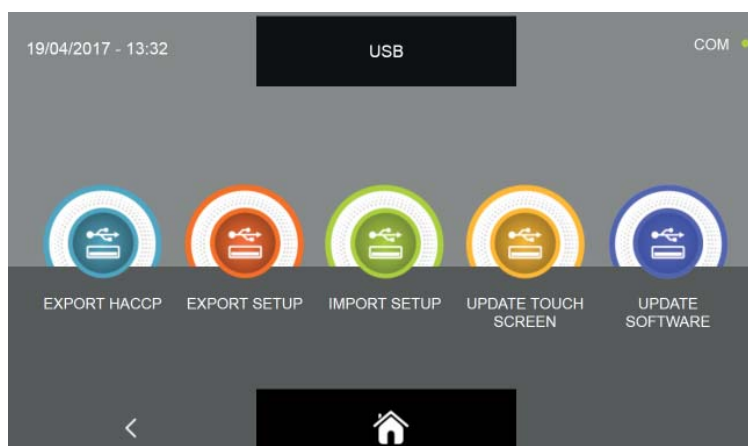 19/04/2017 - 13:32
USB
COM
EXPORT HACCP
EXPORT SETUP
IMPORT SETUP
UPDATE TOUCH
SCREEN
UPDATE
SOFTWARE